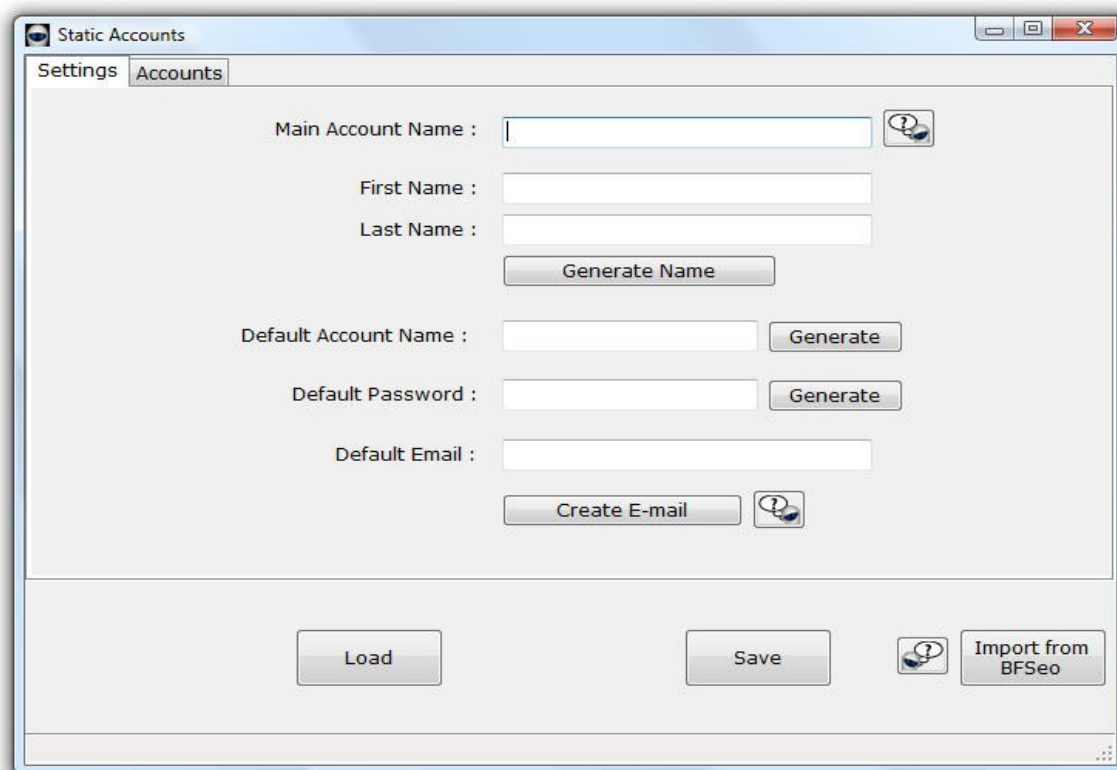 Static Accounts
Settings Accounts
Main Account Name :
First Name :
Last Name :
Generate Name
Default Account Name : Generate
Default Password : Generate
Default Email :
Create E-mail
Load Save Import from
BFSeo